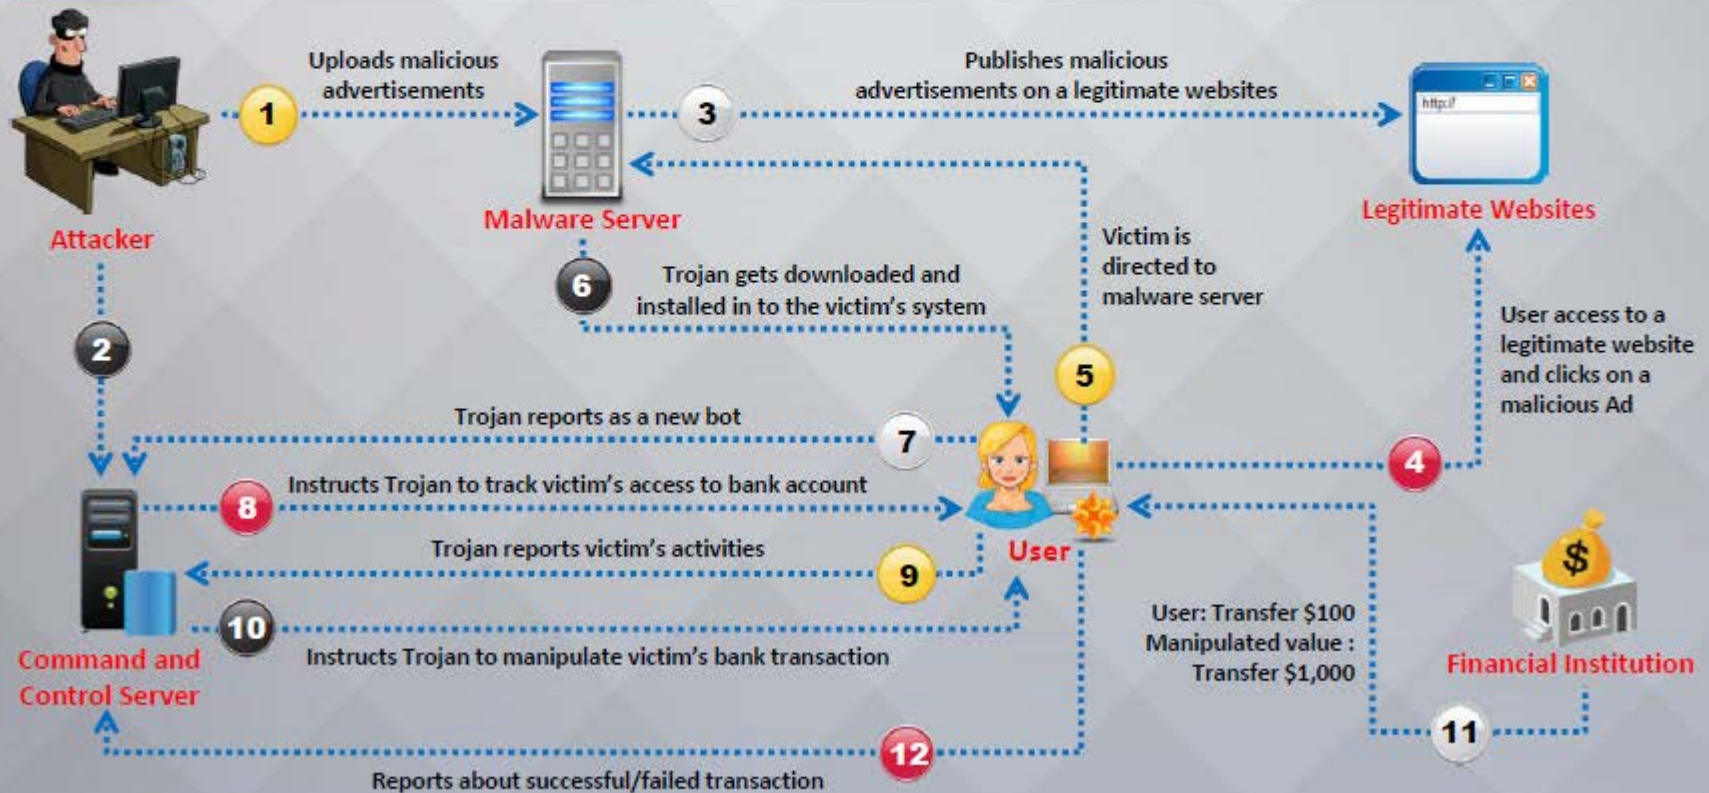 1
Uploads malicious
advertisements
3
Publishes malicious
advertisements on a legitimate websites
http://
Attacker
Malware Server
Legitimate Websites
2
6
Trojan gets downloaded and
installed in to the victim's system
Victim is
directed to
malware server
5
User access to a
legitimate website
and clicks on a
malicious Ad
4
Trojan reports as a new bot
7
8
Instructs Trojan to track victim's access to bank account
User
Trojan reports victim's activities
9
10
Instructs Trojan to manipulate victim's bank transaction
Command and
Control Server
$
User: Transfer $100
Manipulated value :
Transfer $1,000
Financial Institution
11
12
Reports about successful/failed transaction